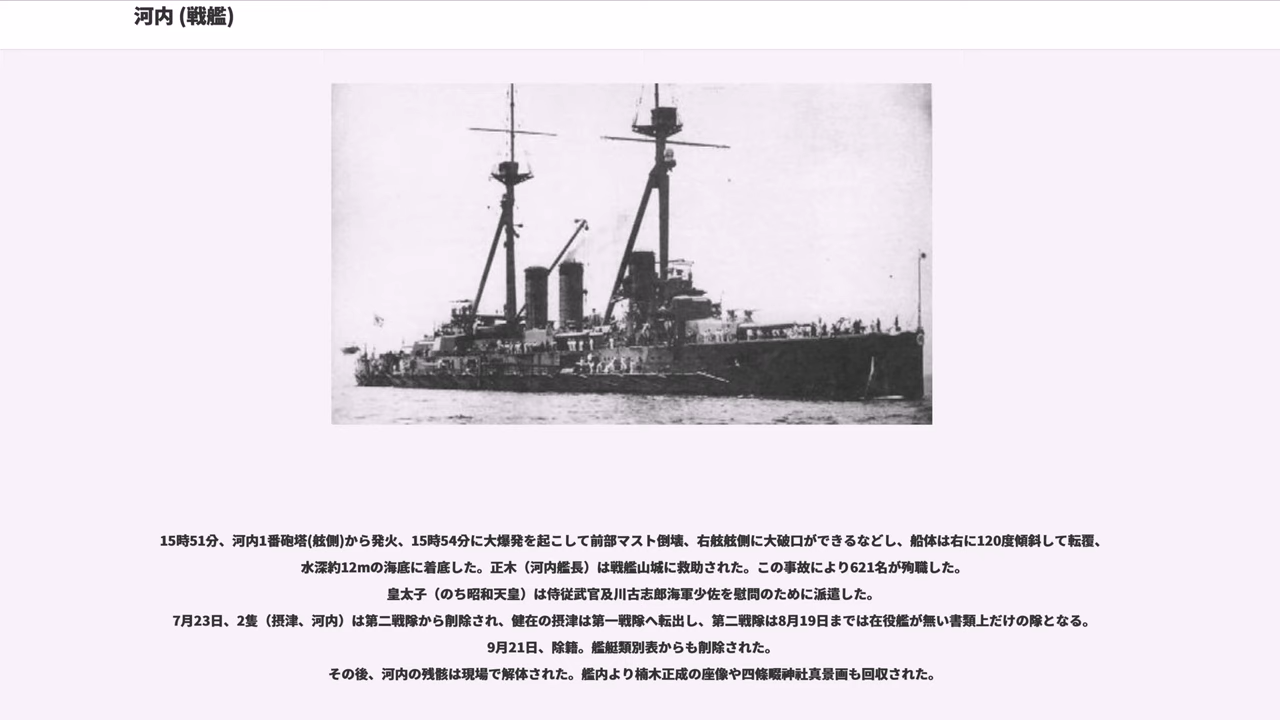 河内 (戦艦)
15時51分、河内1番砲塔(舷側)から発火、15時54分に大爆発を起こして前部マスト倒壊、右舷舷側に大破口ができるなどし、船体は右に120度傾斜して転覆、
水深約12mの海底に着底した。正木（河内艦長）は戦艦山城に救助された。この事故により621名が殉職した。
皇太子（のち昭和天皇）は侍従武官及川古志郎海軍少佐を慰問のために派遣した。
7月23日、2隻（摂津、河内）は第二戦隊から削除され、健在の摂津は第一戦隊へ転出し、第二戦隊は8月19日までは在役艦が無い書類上だけの隊となる。
9月21日、除籍。艦艇類別表からも削除された。
その後、河内の残骸は現場で解体された。艦内より楠木正成の座像や四條畷神社真景画も回収された。